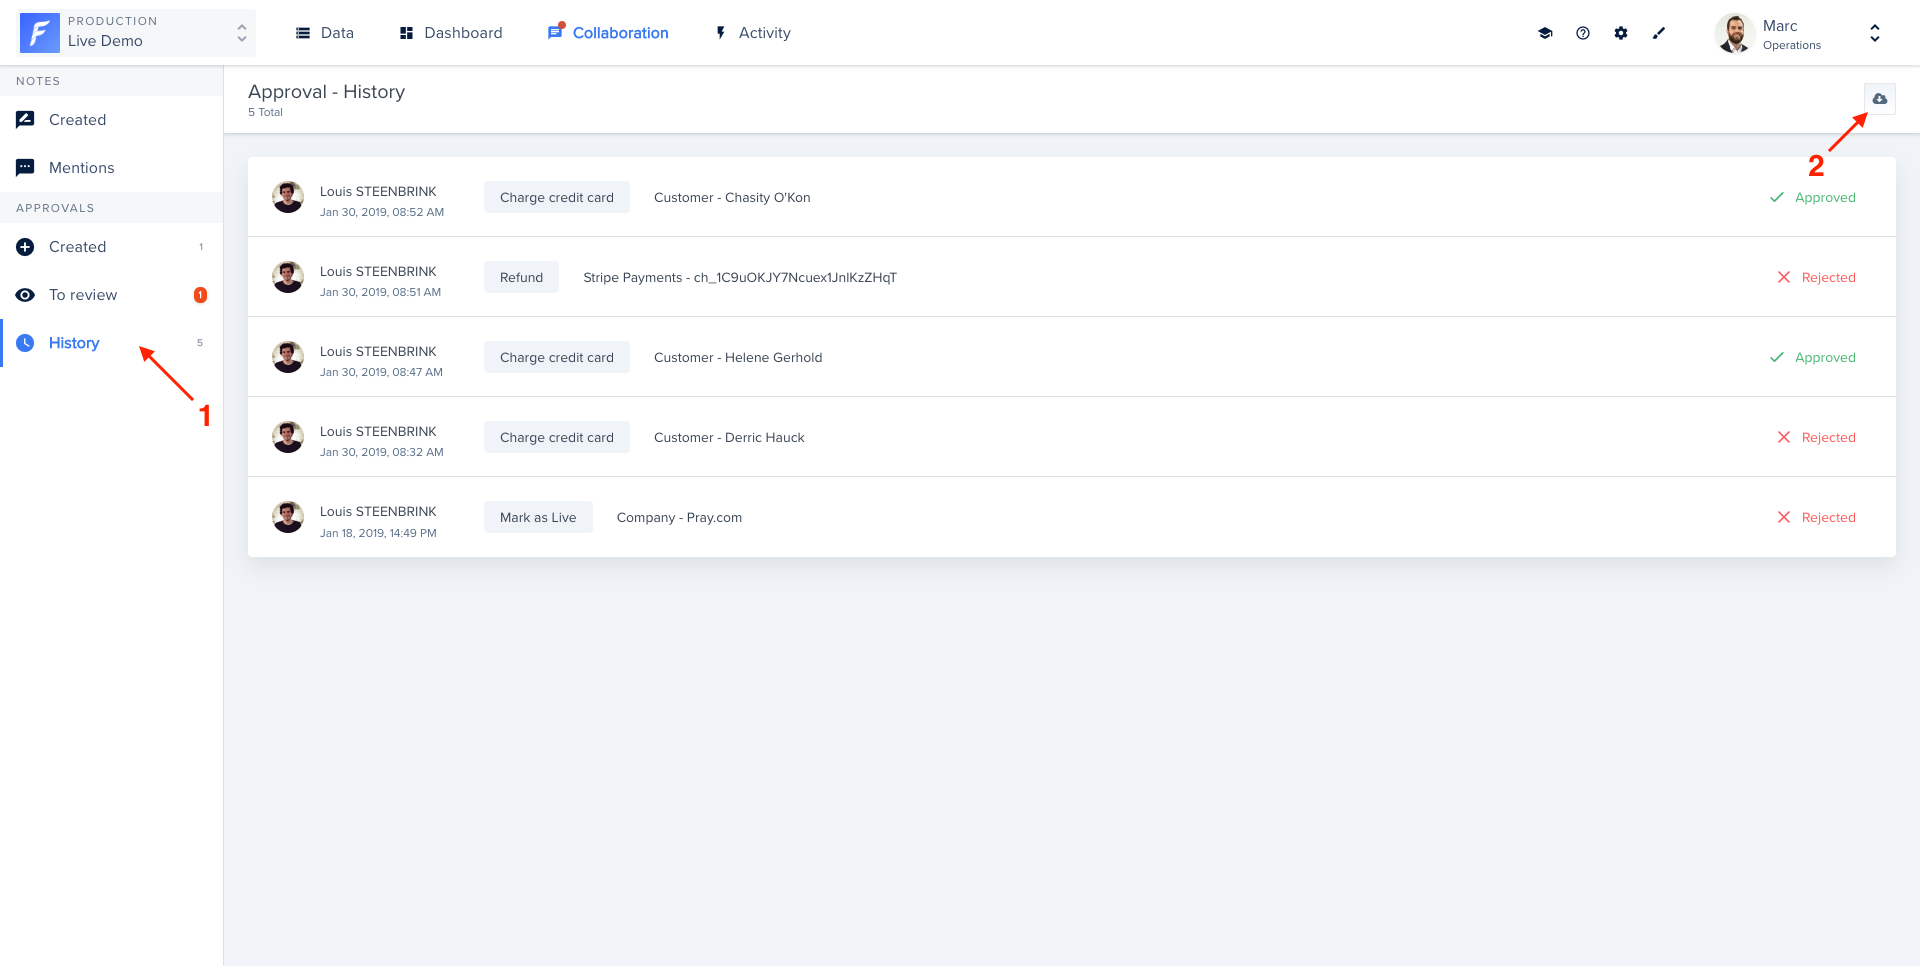 PRODUCTION
Live Demo
Data
Dashboard
Collaboration
Activity
Marc
Operations
NOTES
Created
Mentions
APPROVALS
Created 1
To review 1
History 5
1
Approval - History
5 Total
2
Louis STEENBRINK
Jan 30, 2019, 08:52 AM
Charge credit card
Customer - Chasity O'Kon
Approved
Louis STEENBRINK
Jan 30, 2019, 08:51 AM
Refund
Stripe Payments - ch_1C9uOKJY7Ncuex1JnlKzZHqT
Rejected
Louis STEENBRINK
Jan 30, 2019, 08:47 AM
Charge credit card
Customer - Helene Gerhold
Approved
Louis STEENBRINK
Jan 30, 2019, 08:32 AM
Charge credit card
Customer - Derric Hauck
Rejected
Louis STEENBRINK
Jan 18, 2019, 14:49 PM
Mark as Live
Company - Pray.com
Rejected